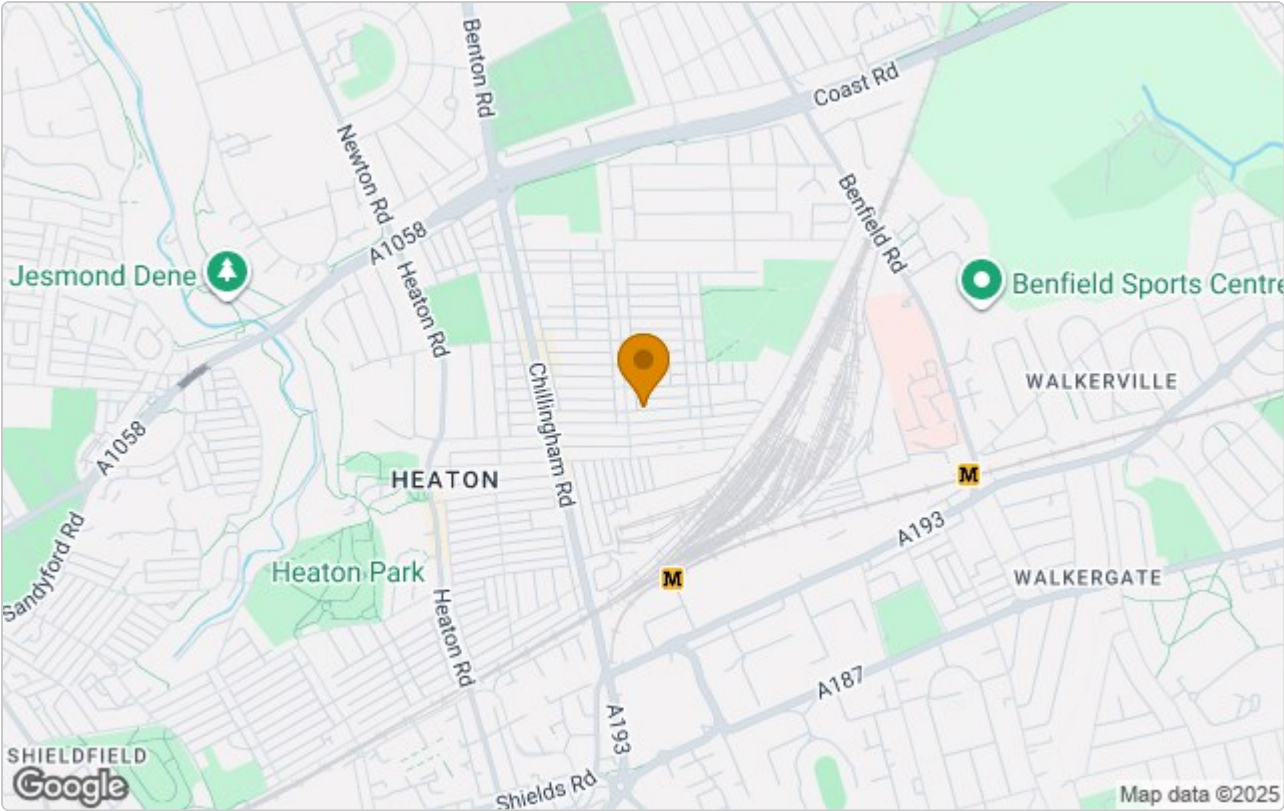 Benton Rd
Coast Rd
Newton Rd
Benfield Rd
A1058
Jesmond Dene
Heaton Rd
Benfield Sports Centre
Chillingham Rd
WALKERVILLE
A1058
HEATON
M
A193
Sandyford Rd
Heaton Park
M
WALKERGATE
Heaton Rd
A187
A193
SHIELDFIELD
Google
Shields Rd
Map data ©2025